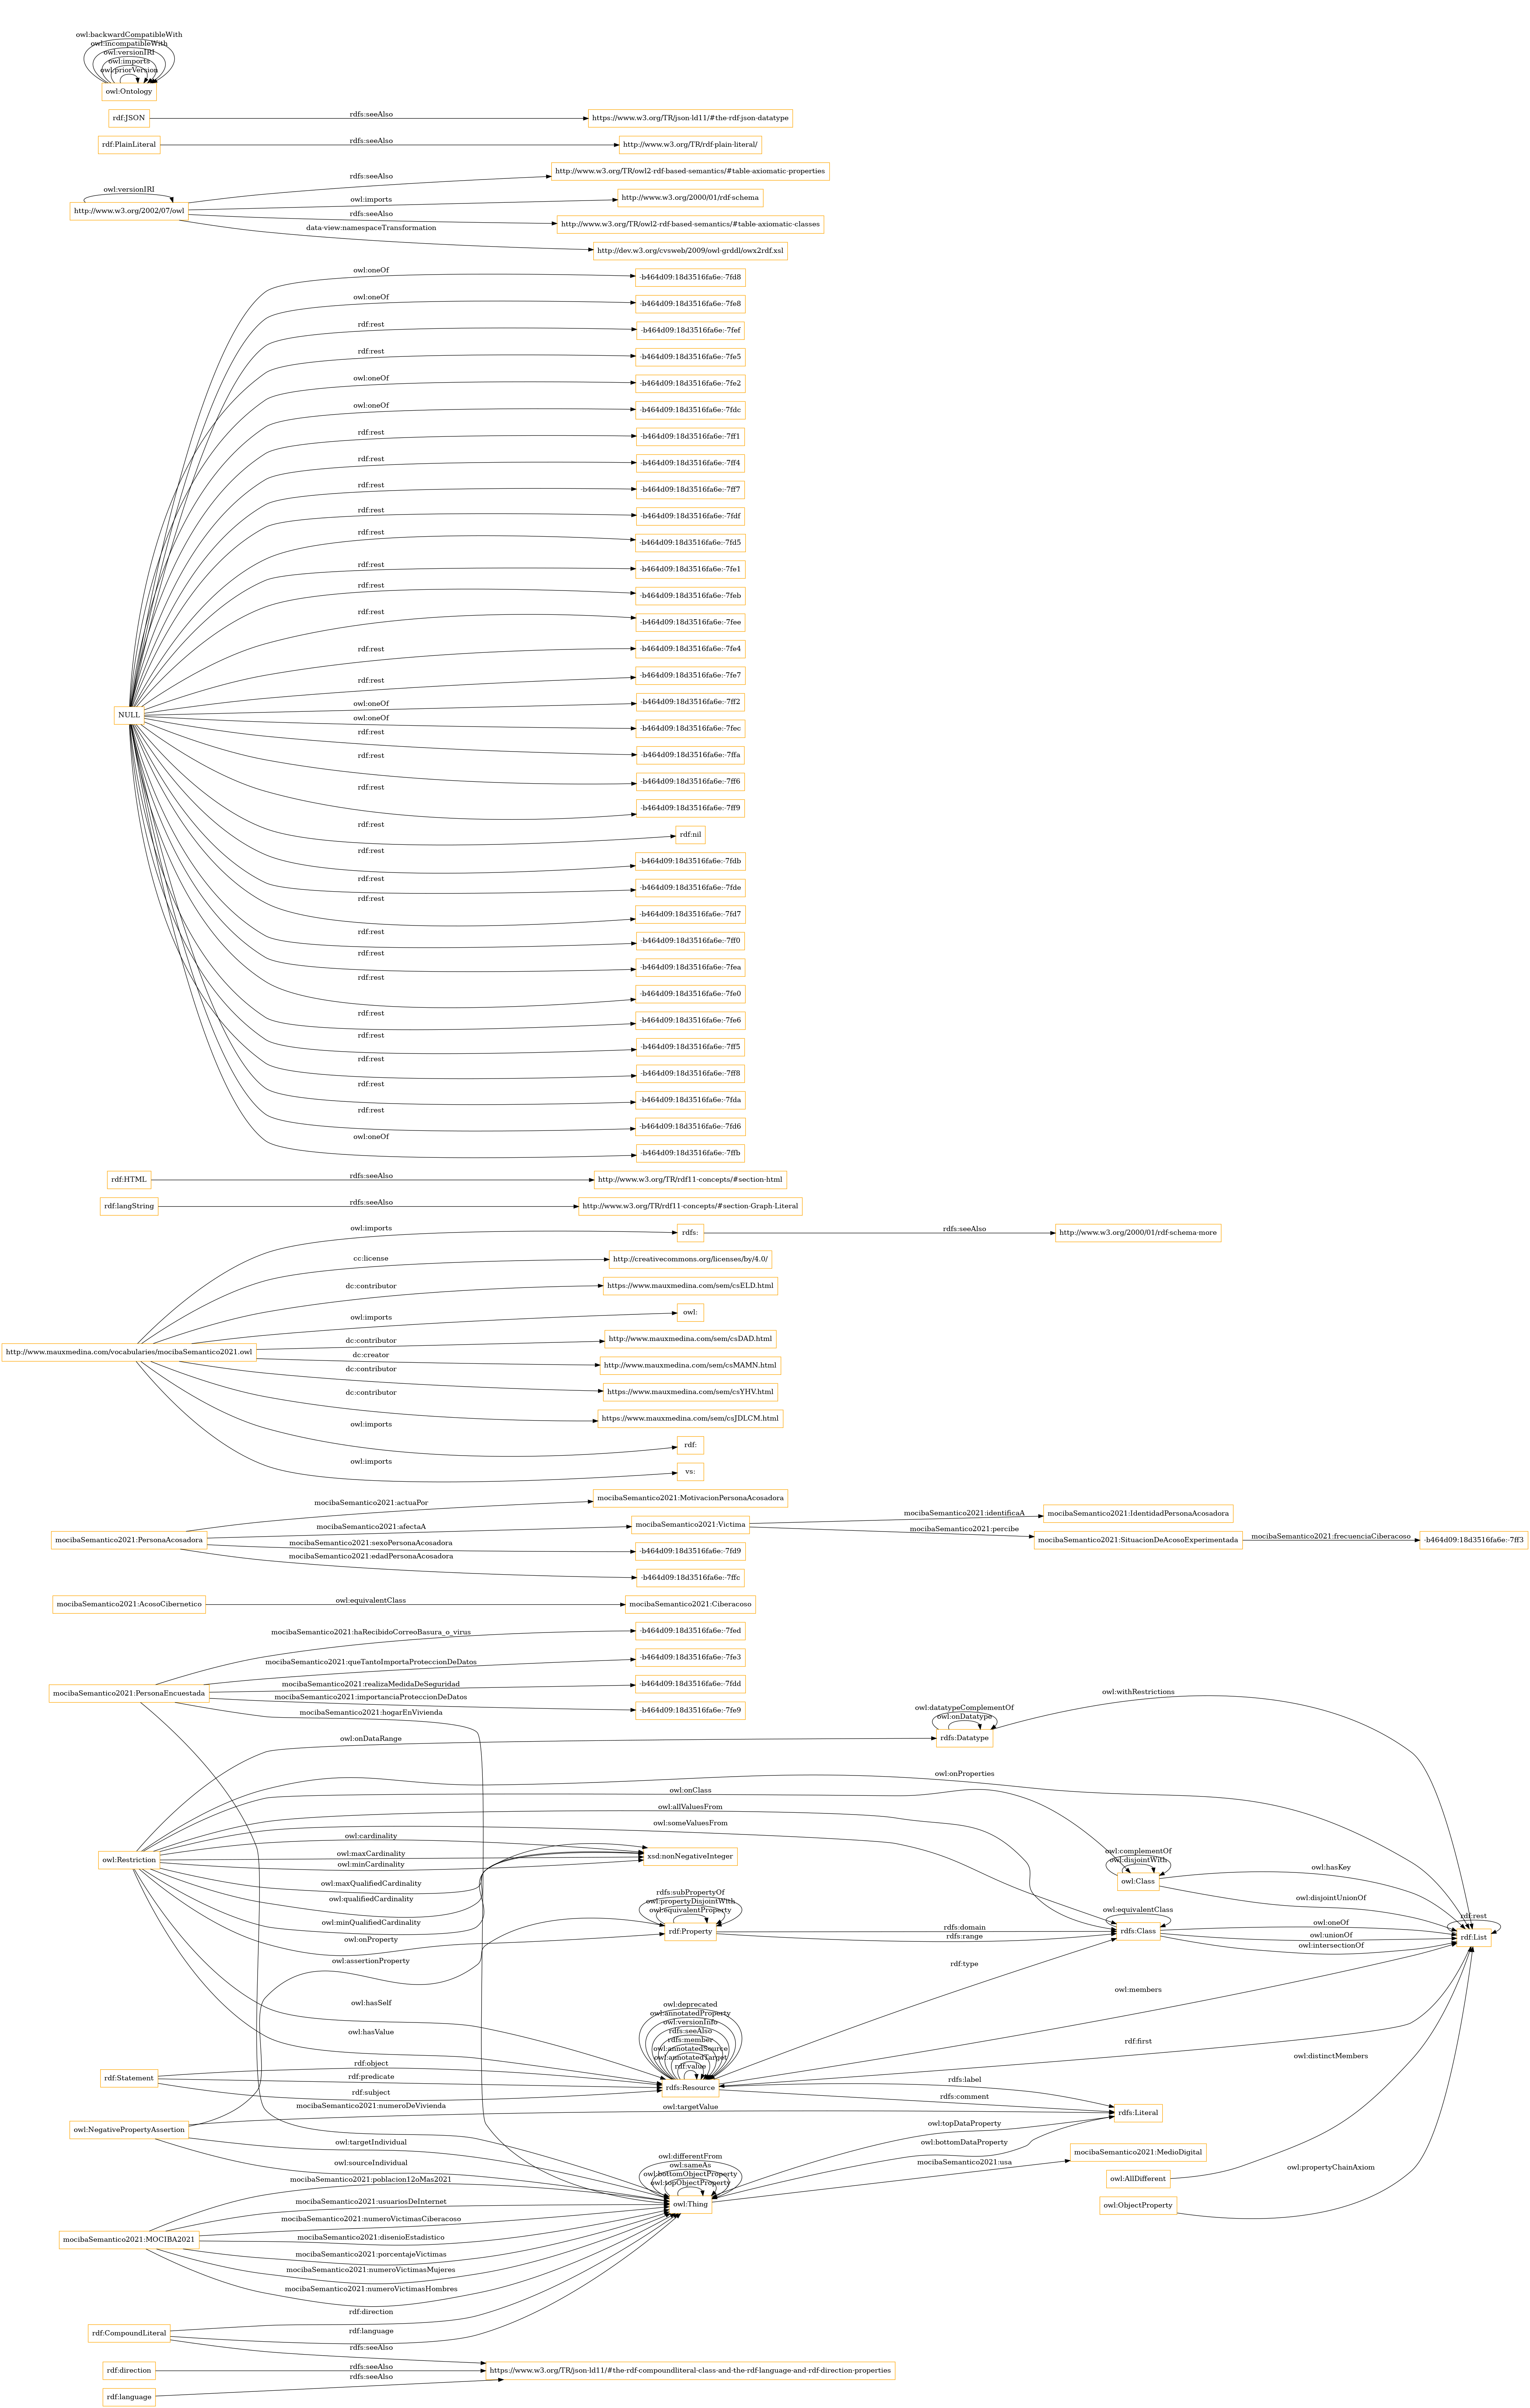 owl:backwardCompatibleWith
owl:incompatibleWith
owl:versionIRI
owl:imports
owl:priorVersion
owl:Ontology
rdf:JSON
rdfs:seeAlso
https://www.w3.org/TR/json-ld11/#the-rdf-json-datatype
rdf:PlainLiteral
rdfs:seeAlso
http://www.w3.org/TR/rdf-plain-literal/
owl:versionIRI
http://www.w3.org/2002/07/owl
rdfs:seeAlso
http://www.w3.org/TR/owl2-rdf-based-semantics/#table-axiomatic-properties
owl:imports
http://www.w3.org/2000/01/rdf-schema
rdfs:seeAlso
http://www.w3.org/TR/owl2-rdf-based-semantics/#table-axiomatic-classes
data-view:namespaceTransformation
http://dev.w3.org/cvsweb/2009/owl-grddl/owx2rdf.xsl
NULL
owl:oneOf
-b464d09:18d3516fa6e:-7fd8
owl:oneOf
-b464d09:18d3516fa6e:-7fe8
rdf:rest
-b464d09:18d3516fa6e:-7fef
rdf:rest
-b464d09:18d3516fa6e:-7fe5
owl:oneOf
-b464d09:18d3516fa6e:-7fe2
owl:oneOf
-b464d09:18d3516fa6e:-7fdc
rdf:rest
-b464d09:18d3516fa6e:-7ff1
rdf:rest
-b464d09:18d3516fa6e:-7ff4
rdf:rest
-b464d09:18d3516fa6e:-7ff7
rdf:rest
-b464d09:18d3516fa6e:-7fdf
rdf:rest
-b464d09:18d3516fa6e:-7fd5
rdf:rest
-b464d09:18d3516fa6e:-7fe1
rdf:rest
-b464d09:18d3516fa6e:-7feb
rdf:rest
-b464d09:18d3516fa6e:-7fee
rdf:rest
-b464d09:18d3516fa6e:-7fe4
rdf:rest
-b464d09:18d3516fa6e:-7fe7
owl:oneOf
-b464d09:18d3516fa6e:-7ff2
owl:oneOf
-b464d09:18d3516fa6e:-7fec
rdf:rest
-b464d09:18d3516fa6e:-7ffa
rdf:rest
-b464d09:18d3516fa6e:-7ff6
rdf:rest
-b464d09:18d3516fa6e:-7ff9
rdf:rest
rdf:nil
rdf:rest
-b464d09:18d3516fa6e:-7fdb
rdf:rest
-b464d09:18d3516fa6e:-7fde
rdf:rest
-b464d09:18d3516fa6e:-7fd7
rdf:rest
-b464d09:18d3516fa6e:-7ff0
rdf:rest
-b464d09:18d3516fa6e:-7fea
rdf:rest
-b464d09:18d3516fa6e:-7fe0
rdf:rest
-b464d09:18d3516fa6e:-7fe6
rdf:rest
-b464d09:18d3516fa6e:-7ff5
rdf:rest
-b464d09:18d3516fa6e:-7ff8
rdf:rest
-b464d09:18d3516fa6e:-7fda
rdf:rest
-b464d09:18d3516fa6e:-7fd6
owl:oneOf
-b464d09:18d3516fa6e:-7ffb
rdf:HTML
rdfs:seeAlso
http://www.w3.org/TR/rdf11-concepts/#section-html
rdf:langString
rdfs:seeAlso
http://www.w3.org/TR/rdf11-concepts/#section-Graph-Literal
http://www.mauxmedina.com/vocabularies/mocibaSemantico2021.owl
owl:imports
rdfs:
rdfs:seeAlso
http://www.w3.org/2000/01/rdf-schema-more
cc:license
http://creativecommons.org/licenses/by/4.0/
dc:contributor
https://www.mauxmedina.com/sem/csELD.html
owl:imports
owl:
dc:contributor
http://www.mauxmedina.com/sem/csDAD.html
dc:creator
http://www.mauxmedina.com/sem/csMAMN.html
dc:contributor
https://www.mauxmedina.com/sem/csYHV.html
dc:contributor
https://www.mauxmedina.com/sem/csJDLCM.html
owl:imports
rdf:
owl:imports
vs:
mocibaSemantico2021:PersonaAcosadora
mocibaSemantico2021:actuaPor
mocibaSemantico2021:MotivacionPersonaAcosadora
mocibaSemantico2021:afectaA
mocibaSemantico2021:Victima
mocibaSemantico2021:identificaA
mocibaSemantico2021:IdentidadPersonaAcosadora
mocibaSemantico2021:percibe
mocibaSemantico2021:SituacionDeAcosoExperimentada
mocibaSemantico2021:frecuenciaCiberacoso
-b464d09:18d3516fa6e:-7ff3
mocibaSemantico2021:sexoPersonaAcosadora
-b464d09:18d3516fa6e:-7fd9
mocibaSemantico2021:edadPersonaAcosadora
-b464d09:18d3516fa6e:-7ffc
mocibaSemantico2021:AcosoCibernetico
owl:equivalentClass
mocibaSemantico2021:Ciberacoso
mocibaSemantico2021:PersonaEncuestada
mocibaSemantico2021:haRecibidoCorreoBasura_o_virus
-b464d09:18d3516fa6e:-7fed
mocibaSemantico2021:queTantoImportaProteccionDeDatos
-b464d09:18d3516fa6e:-7fe3
mocibaSemantico2021:realizaMedidaDeSeguridad
-b464d09:18d3516fa6e:-7fdd
mocibaSemantico2021:importanciaProteccionDeDatos
-b464d09:18d3516fa6e:-7fe9
mocibaSemantico2021:hogarEnVivienda
owl:withRestrictions
owl:datatypeComplementOf
owl:onDatatype
rdfs:Datatype
owl:onDataRange
owl:onProperties
owl:onClass
owl:allValuesFrom
owl:someValuesFrom
owl:Restriction
owl:cardinality
owl:maxCardinality
owl:minCardinality
xsd:nonNegativeInteger
owl:maxQualifiedCardinality
owl:qualifiedCardinality
owl:minQualifiedCardinality
owl:onProperty
owl:assertionProperty
owl:complementOf
owl:disjointWith
owl:Class
owl:hasKey
owl:disjointUnionOf
rdfs:subPropertyOf
owl:propertyDisjointWith
owl:equivalentProperty
rdf:Property
rdfs:domain
rdfs:range
owl:equivalentClass
rdfs:Class
owl:oneOf
owl:unionOf
owl:intersectionOf
rdf:rest
rdf:List
rdf:type
owl:members
owl:hasSelf
owl:hasValue
owl:deprecated
owl:annotatedProperty
owl:versionInfo
rdfs:seeAlso
rdfs:member
owl:annotatedSource
owl:annotatedTarget
rdf:value
rdfs:Resource
rdf:first
rdf:Statement
rdf:object
rdf:predicate
rdf:subject
rdfs:label
rdfs:comment
mocibaSemantico2021:numeroDeVivienda
owl:targetValue
rdfs:Literal
owl:distinctMembers
owl:NegativePropertyAssertion
owl:targetIndividual
owl:sourceIndividual
owl:topDataProperty
owl:bottomDataProperty
mocibaSemantico2021:usa
mocibaSemantico2021:MedioDigital
owl:differentFrom
owl:sameAs
owl:bottomObjectProperty
owl:topObjectProperty
owl:Thing
owl:AllDifferent
owl:propertyChainAxiom
owl:ObjectProperty
mocibaSemantico2021:MOCIBA2021
mocibaSemantico2021:poblacion12oMas2021
mocibaSemantico2021:usuariosDeInternet
mocibaSemantico2021:numeroVictimasCiberacoso
mocibaSemantico2021:disenioEstadistico
mocibaSemantico2021:porcentajeVictimas
mocibaSemantico2021:numeroVictimasMujeres
mocibaSemantico2021:numeroVictimasHombres
rdf:CompoundLiteral
rdf:direction
rdf:language
rdfs:seeAlso
rdf:direction
rdfs:seeAlso
https://www.w3.org/TR/json-ld11/#the-rdf-compoundliteral-class-and-the-rdf-language-and-rdf-direction-properties
rdfs:seeAlso
rdf:language